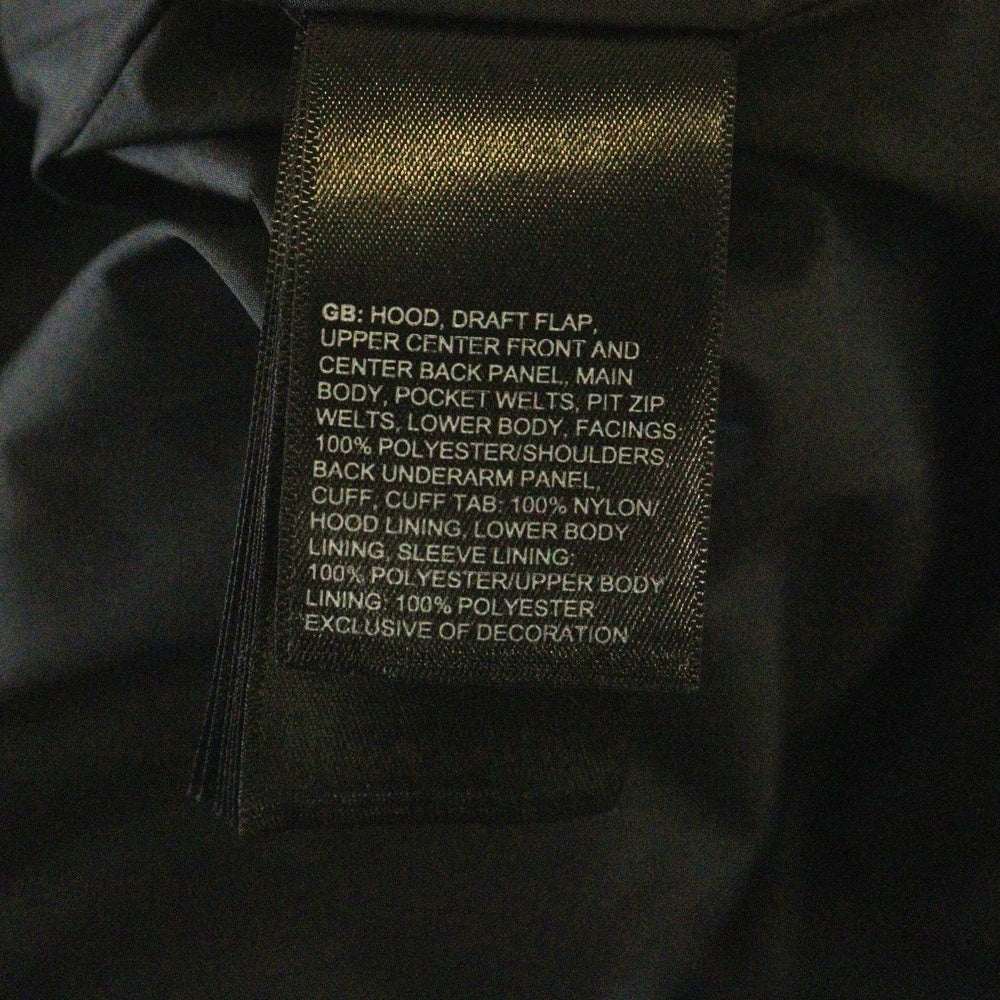 GB: HOOD, DRAFT FLAP,
UPPER CENTER FRONT AND
CENTER BACK PANEL, MAIN
BODY, POCKET WELTS, PIT ZIP
WELTS, LOWER BODY, FACINGS
100% POLYESTER/SHOULDERS,
BACK UNDERARM PANEL,
CUFF, CUFF TAB: 100% NYLON/
HOOD LINING, LOWER BODY
LINING, SLEEVE LINING:
100% POLYESTER/UPPER BODY
LINING: 100% POLYESTER
EXCLUSIVE OF DECORATION